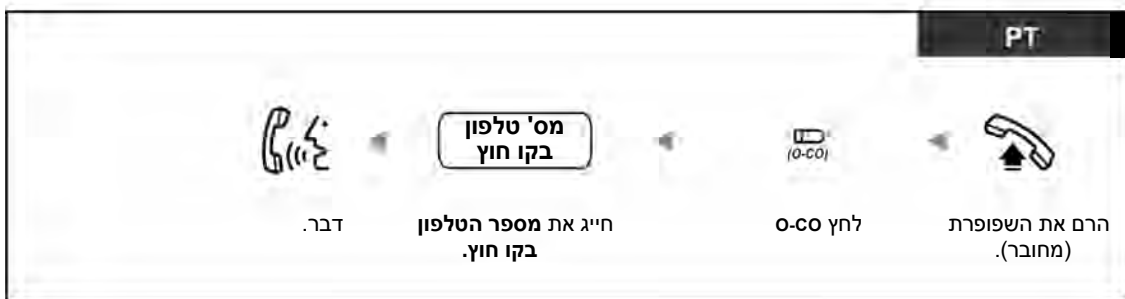 PT
מס' טלפון
בקו חוץ
(O-CO)
הרם את השפופרת
(מחובר).
לחץ O-CO
חייג את מספר הטלפון
בקו חוץ.
דבר.